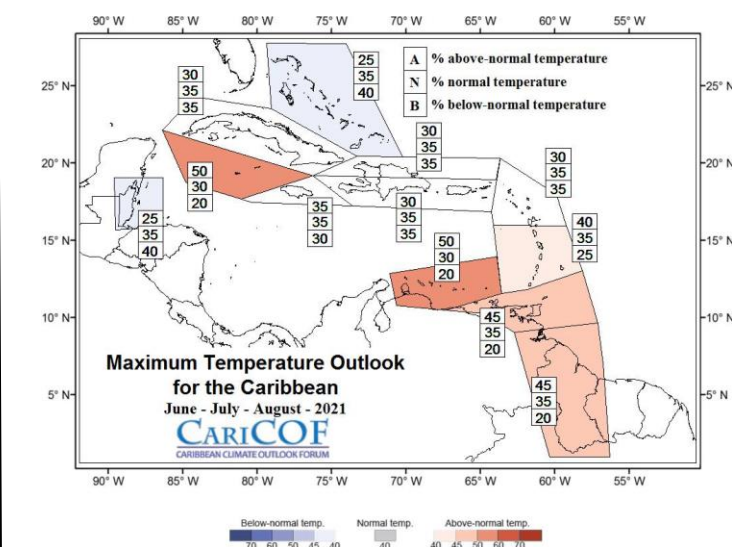 90° W 85° W 80° W 75° W 70° W 65° W 60° W 55° W
A % above-normal temperature
N % normal temperature
B % below-normal temperature
25° N
20° N
15° N
10° N
5° N
25° N
20° N
15° N
10° N
5° N
25
35
40
30
35
35
30
35
35
30
35
35
50
30
20
35
35
30
30
35
35
25
35
40
40
35
25
50
30
20
45
35
20
45
35
20
Maximum Temperature Outlook
for the Caribbean
June - July - August - 2021
CARICOF
CARIBBEAN CLIMATE OUTLOOK FORUM
90° W 85° W 80° W 75° W 70° W 65° W 60° W 55° W
Below-normal temp. Normal temp. Above-normal temp.
70 60 50 45 40 40 40 45 50 60 70